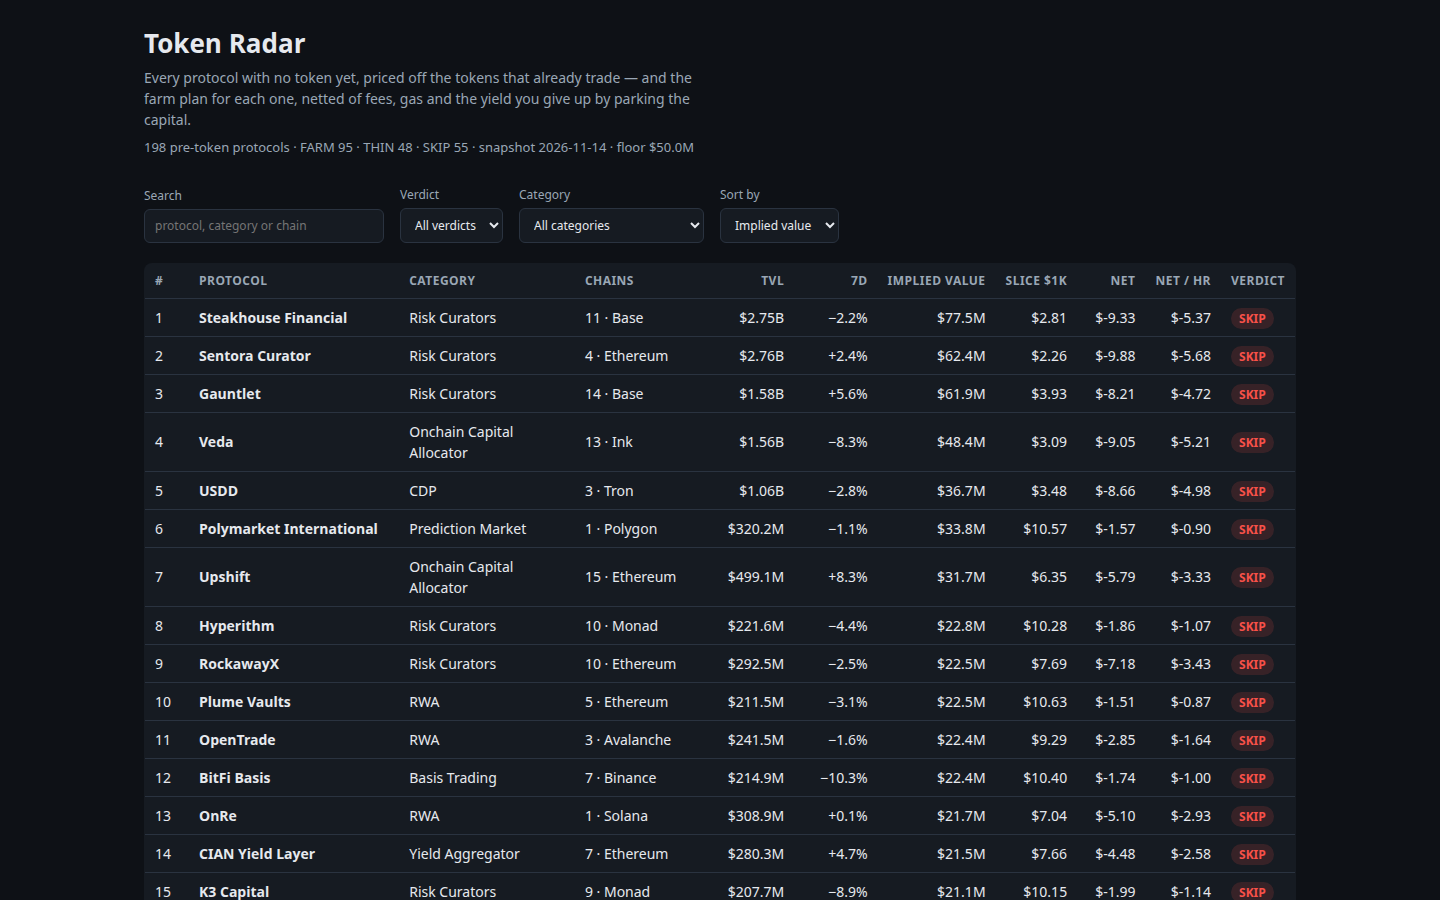 Token Radar
Every protocol with no token yet, priced off the tokens that already trade — and the
farm plan for each one, netted of fees, gas and the yield you give up by parking the
capital.
198 pre-token protocols · FARM 95 · THIN 48 · SKIP 55 · snapshot 2026-11-14 · floor $50.0M
Search Verdict Category Sort by
protocol, category or chain All verdicts All categories Implied value
# PROTOCOL CATEGORY CHAINS TVL 7D IMPLIED VALUE SLICE $1K NET NET / HR VERDICT
1 Steakhouse Financial Risk Curators 11 · Base $2.75B −2.2% $77.5M $2.81 $-9.33 $-5.37 SKIP
2 Sentora Curator Risk Curators 4 · Ethereum $2.76B +2.4% $62.4M $2.26 $-9.88 $-5.68 SKIP
3 Gauntlet Risk Curators 14 · Base $1.58B +5.6% $61.9M $3.93 $-8.21 $-4.72 SKIP
4 Veda Onchain Capital Allocator 13 · Ink $1.56B −8.3% $48.4M $3.09 $-9.05 $-5.21 SKIP
5 USDD CDP 3 · Tron $1.06B −2.8% $36.7M $3.48 $-8.66 $-4.98 SKIP
6 Polymarket International Prediction Market 1 · Polygon $320.2M −1.1% $33.8M $10.57 $-1.57 $-0.90 SKIP
7 Upshift Onchain Capital Allocator 15 · Ethereum $499.1M +8.3% $31.7M $6.35 $-5.79 $-3.33 SKIP
8 Hyperithm Risk Curators 10 · Monad $221.6M −4.4% $22.8M $10.28 $-1.86 $-1.07 SKIP
9 RockawayX Risk Curators 10 · Ethereum $292.5M −2.5% $22.5M $7.69 $-7.18 $-3.43 SKIP
10 Plume Vaults RWA 5 · Ethereum $211.5M −3.1% $22.5M $10.63 $-1.51 $-0.87 SKIP
11 OpenTrade RWA 3 · Avalanche $241.5M −1.6% $22.4M $9.29 $-2.85 $-1.64 SKIP
12 BitFi Basis Basis Trading 7 · Binance $214.9M −10.3% $22.4M $10.40 $-1.74 $-1.00 SKIP
13 OnRe RWA 1 · Solana $308.9M +0.1% $21.7M $7.04 $-5.10 $-2.93 SKIP
14 CIAN Yield Layer Yield Aggregator 7 · Ethereum $280.3M +4.7% $21.5M $7.66 $-4.48 $-2.58 SKIP
15 K3 Capital Risk Curators 9 · Monad $207.7M −8.9% $21.1M $10.15 $-1.99 $-1.14 SKIP